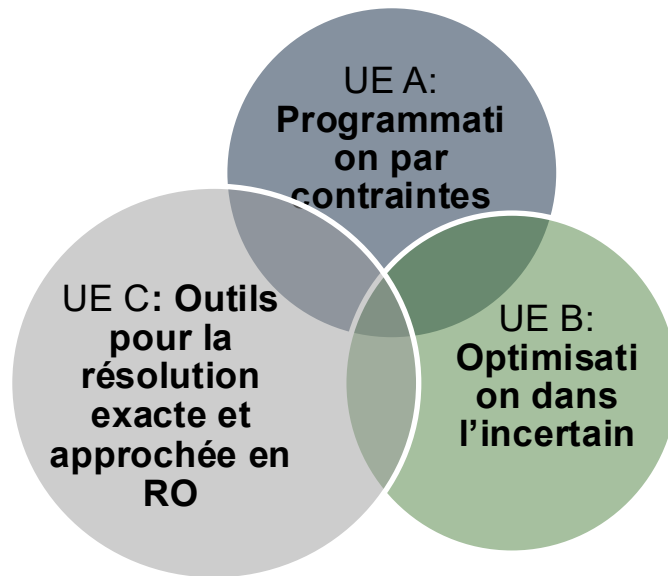 UE A:
Programmati
on par
contraintes
UE C: Outils
pour la
résolution
exacte et
approchée en
RO
UE B:
Optimisati
on dans
l’incertain